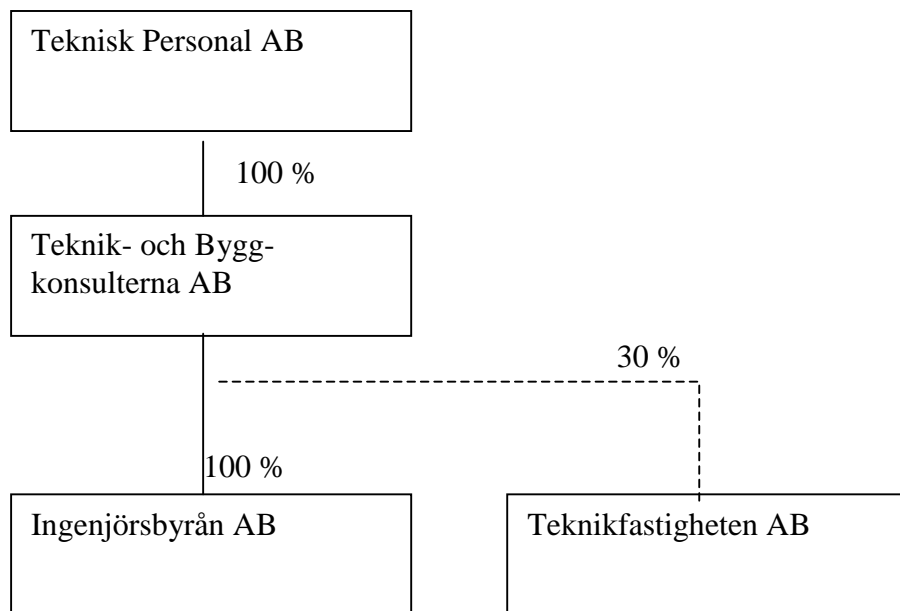 Teknisk Personal AB
100 %
Teknik- och Bygg-
konsulterna AB
30 %
100 %
Ingenjörsbyrån AB
Teknikfastigheten AB